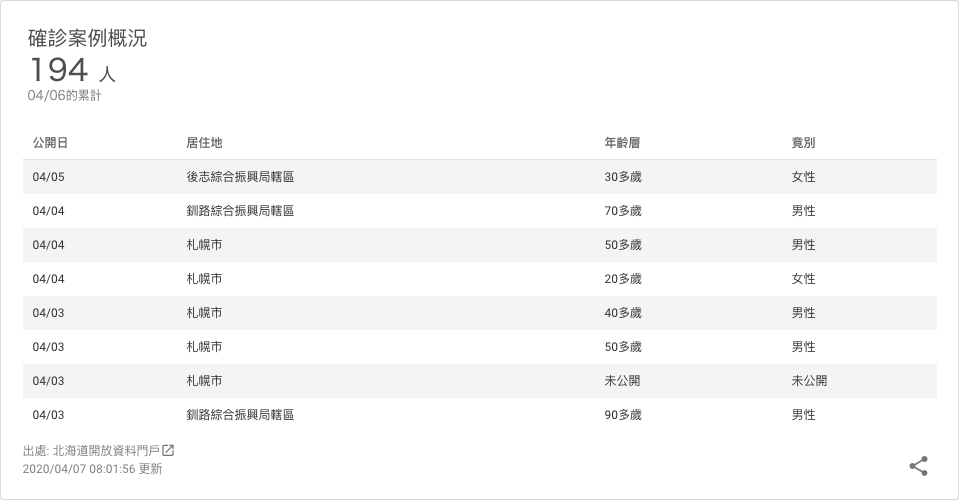 確診案例概況
194 人
04/06的累計
公開日 居住地 年齡層 竟別
04/05 後志綜合振興局轄區 30多歲 女性
04/04 釧路綜合振興局轄區 70多歲 男性
04/04 札幌市 50多歲 男性
04/04 札幌市 20多歲 女性
04/03 札幌市 40多歲 男性
04/03 札幌市 50多歲 男性
04/03 札幌市 未公開 未公開
04/03 釧路綜合振興局轄區 90多歲 男性
出處: 北海道開放資料門戶
2020/04/07 08:01:56 更新